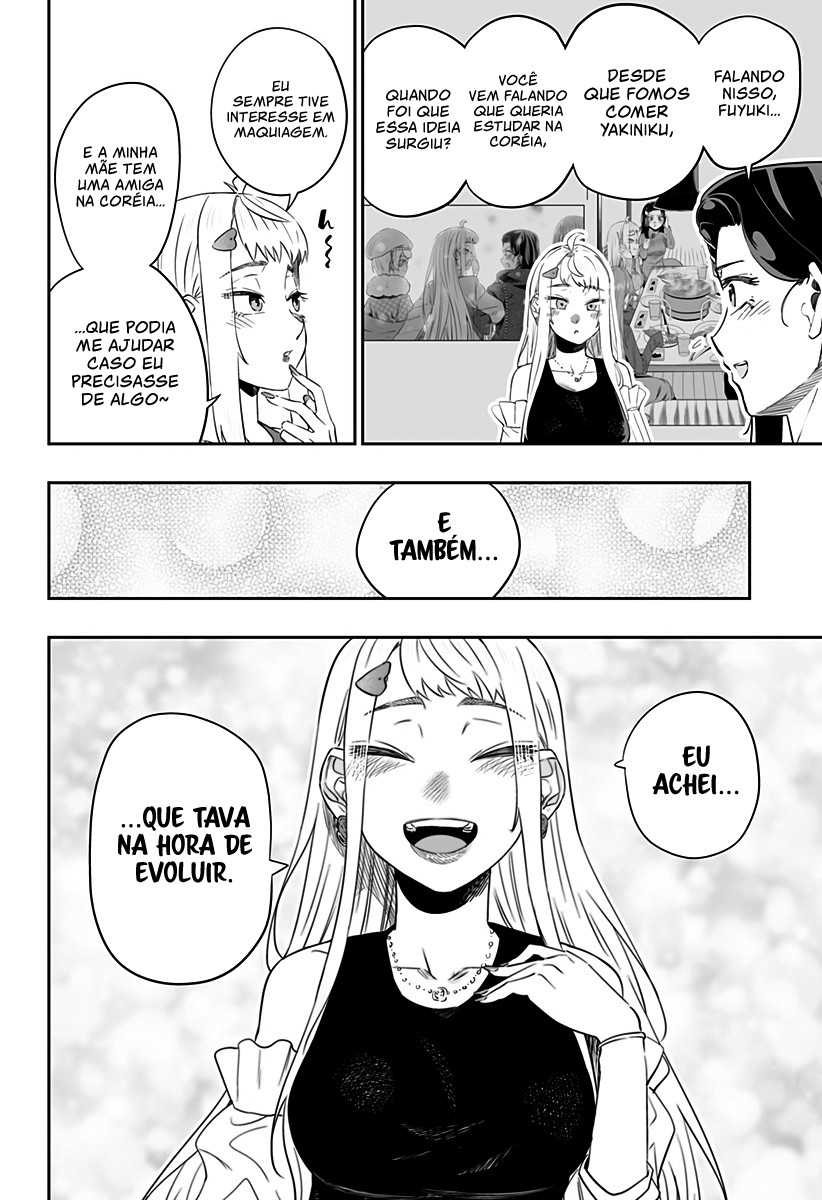 FALANDO
NISSO,
FUYUKI...
DESDE
QUE FOMOS
COMER
YAKINIKU,
VOCÊ
VEM FALANDO
QUE QUERIA
ESTUDAR NA
CORÉIA,
QUANDO
FOI QUE
ESSA IDEIA
SURGIU?
EU
SEMPRE TIVE
INTERESSE EM
MAQUIAGEM.
E A MINHA
MÃE TEM
UMA AMIGA
NA CORÉIA...
...QUE PODIA
ME AJUDAR
CASO EU
PRECISASSE
DE ALGO~
E
TAMBÉM...
EU
ACHEI...
...QUE TAVA
NA HORA DE
EVOLUIR.